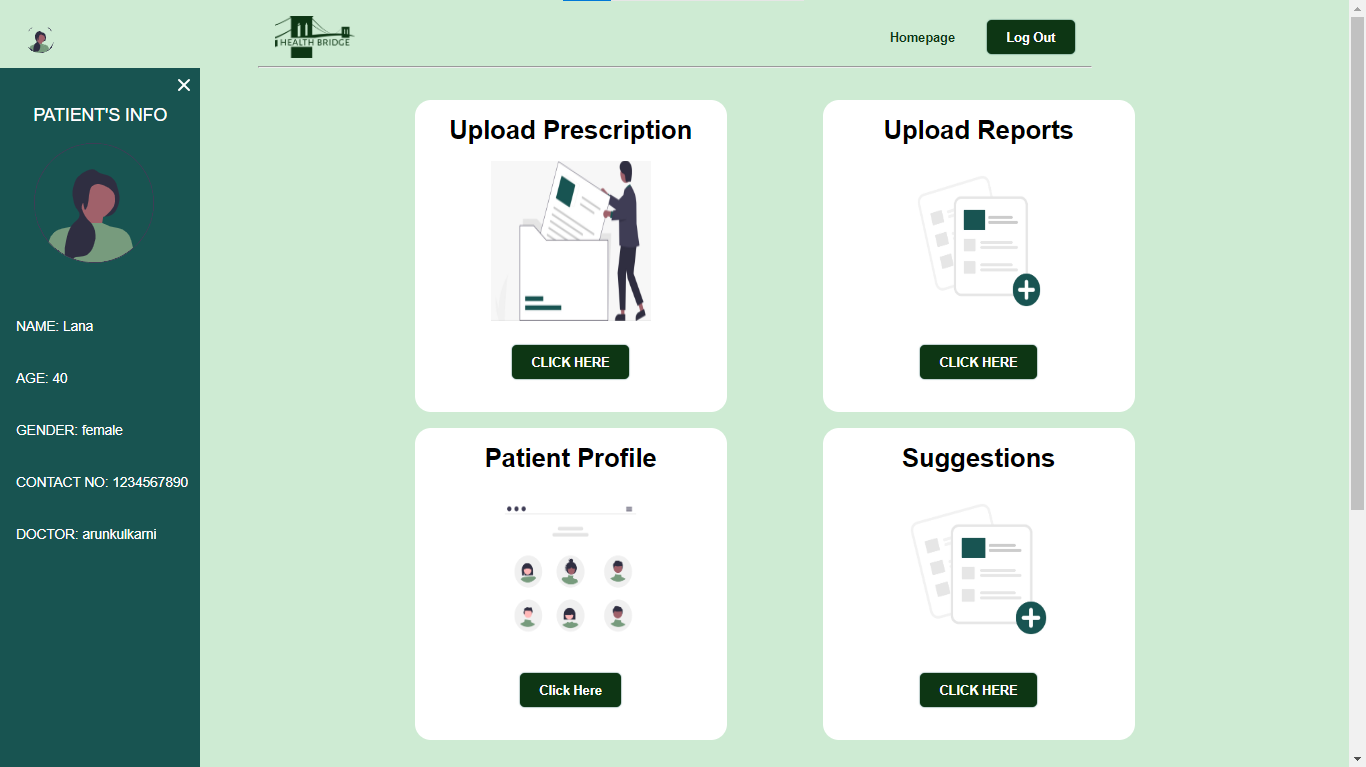 HEALTH BRIDGE
Homepage
Log Out
PATIENT'S INFO
NAME: Lana
AGE: 40
GENDER: female
CONTACT NO: 1234567890
DOCTOR: arunkulkarni
Upload Prescription
CLICK HERE
Upload Reports
CLICK HERE
Patient Profile
Click Here
Suggestions
CLICK HERE